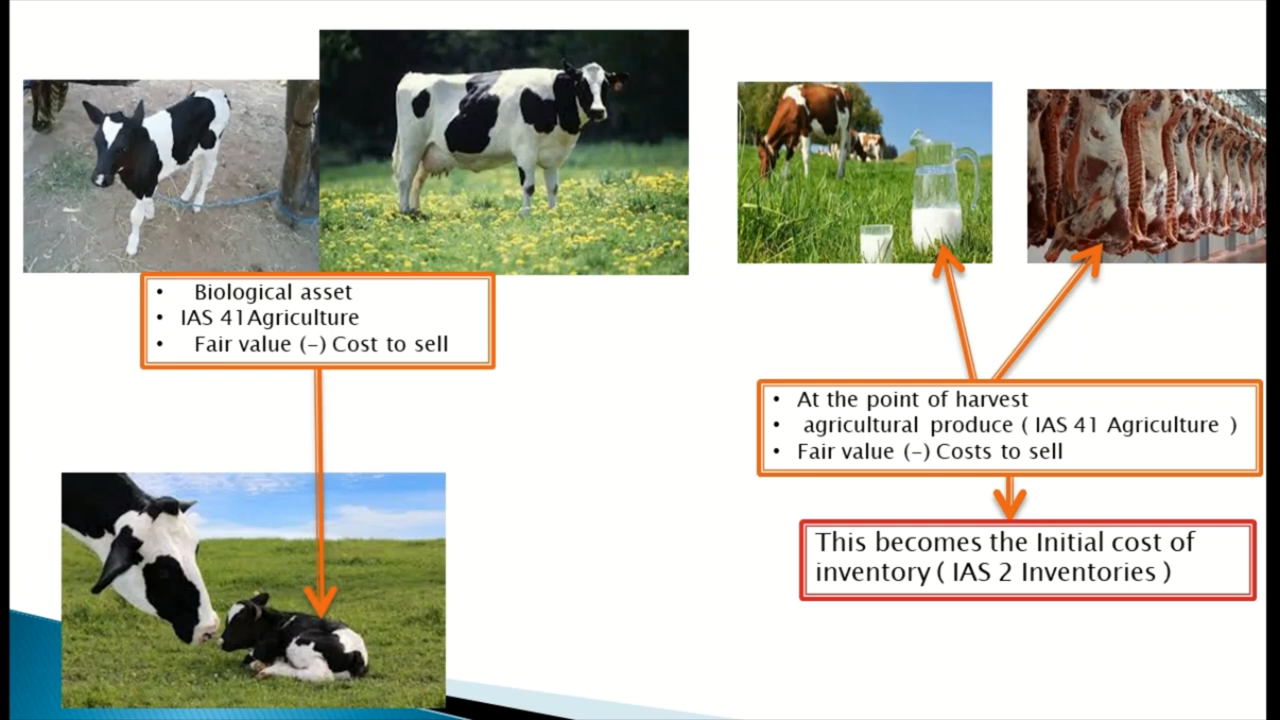 • Biological asset
• IAS 41Agriculture
• Fair value (-) Cost to sell
• At the point of harvest
• agricultural produce ( IAS 41 Agriculture )
• Fair value (-) Costs to sell
This becomes the Initial cost of
inventory ( IAS 2 Inventories )